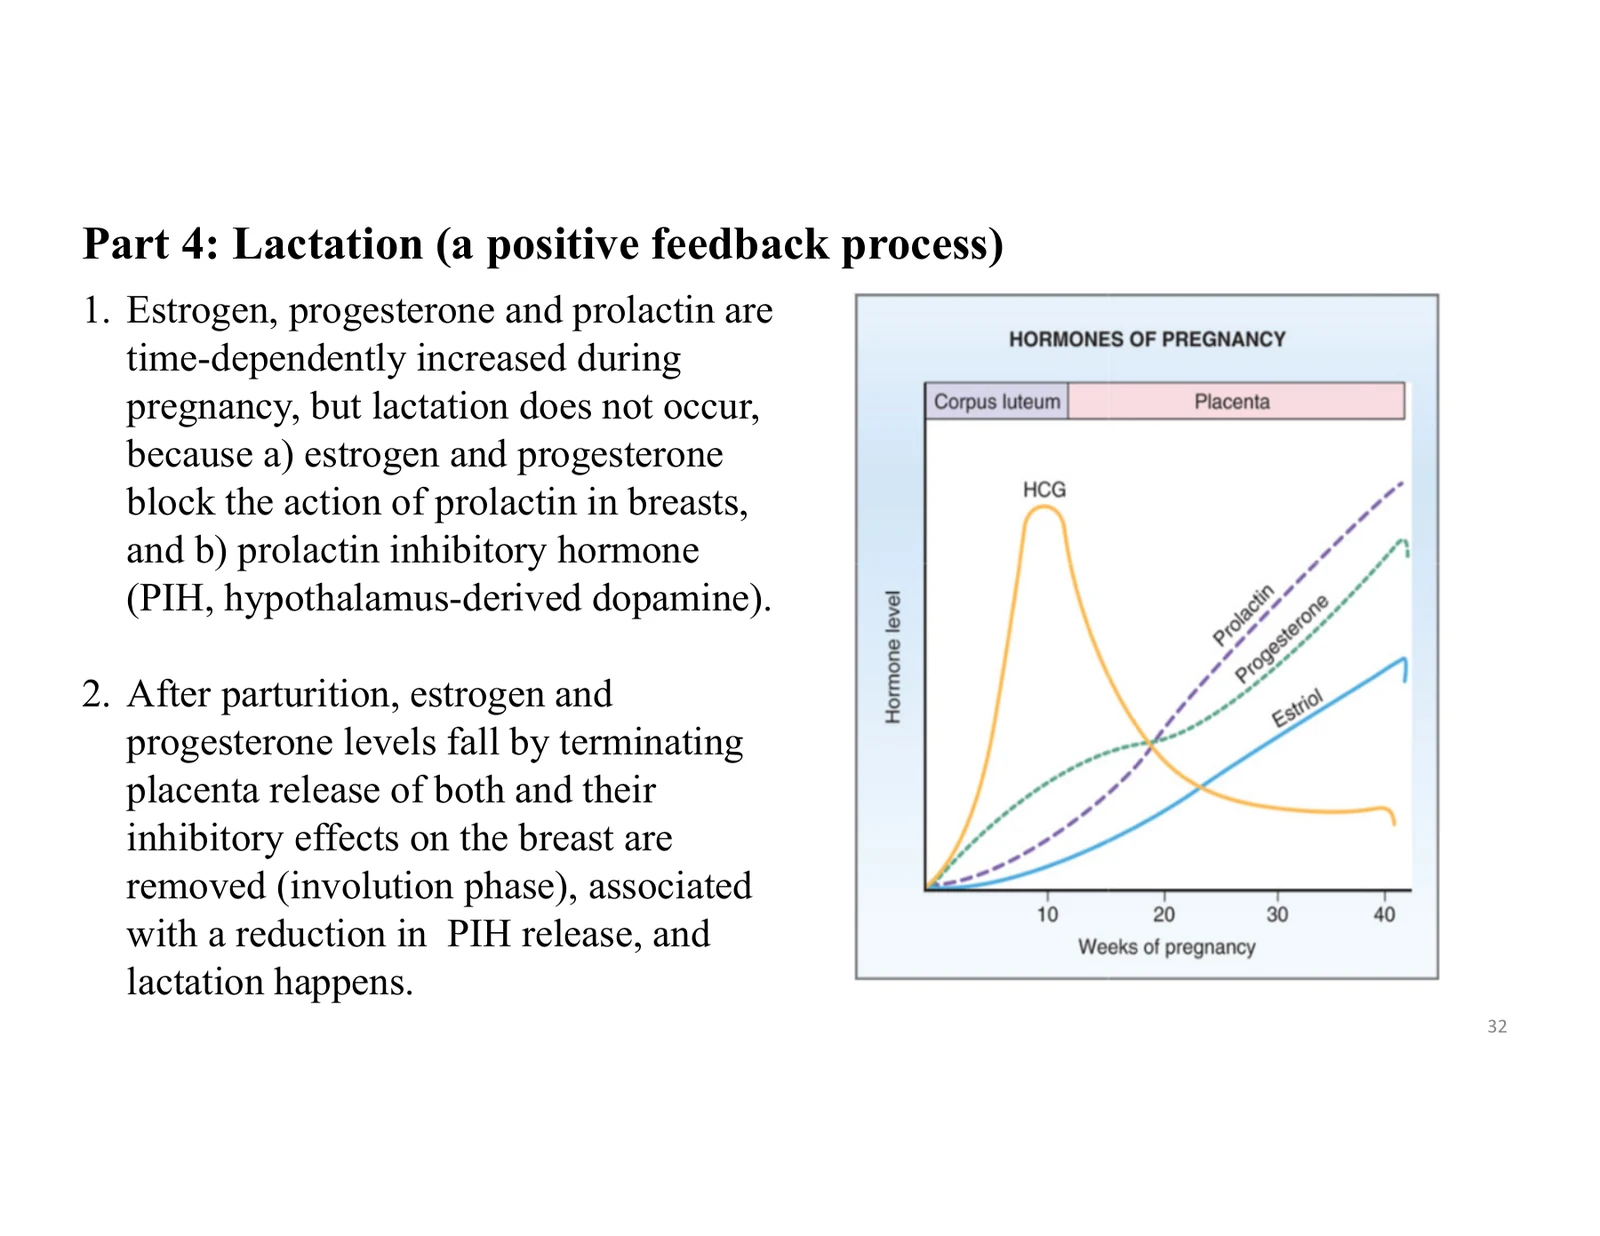 Part 4: Lactation (a positive feedback process)
1. Estrogen, progesterone and prolactin are
time-dependently increased during
pregnancy, but lactation does not occur,
because a) estrogen and progesterone
block the action of prolactin in breasts,
and b) prolactin inhibitory hormone
(PIH, hypothalamus-derived dopamine).
2. After parturition, estrogen and
progesterone levels fall by terminating
placenta release of both and their
inhibitory effects on the breast are
removed (involution phase), associated
with a reduction in  PIH release, and
lactation happens.
HORMONES OF PREGNANCY
Corpus luteum
Placenta
HCG
Prolactin
Progesterone
Estriol
Hormone level
10
20
30
40
Weeks of pregnancy
32